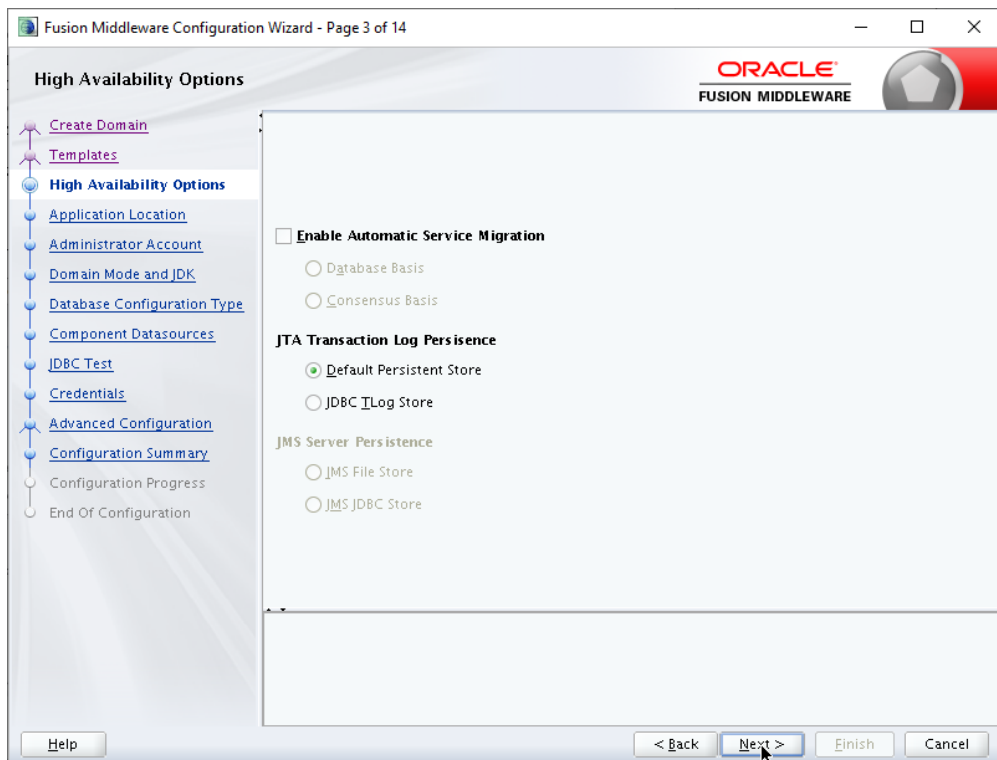 Fusion Middleware Configuration Wizard - Page 3 of 14
High Availability Options
ORACLE
FUSION MIDDLEWARE
Create Domain
Templates
High Availability Options
Application Location
Administrator Account
Domain Mode and JDK
Database Configuration Type
Component Datasources
JDBC Test
Credentials
Advanced Configuration
Configuration Summary
Configuration Progress
End Of Configuration
Enable Automatic Service Migration
Database Basis
Consensus Basis
JTA Transaction Log Persisence
Default Persistent Store
JDBC TLog Store
JMS Server Persistence
JMS File Store
JMS JDBC Store
Help
< Back
Next >
Finish
Cancel